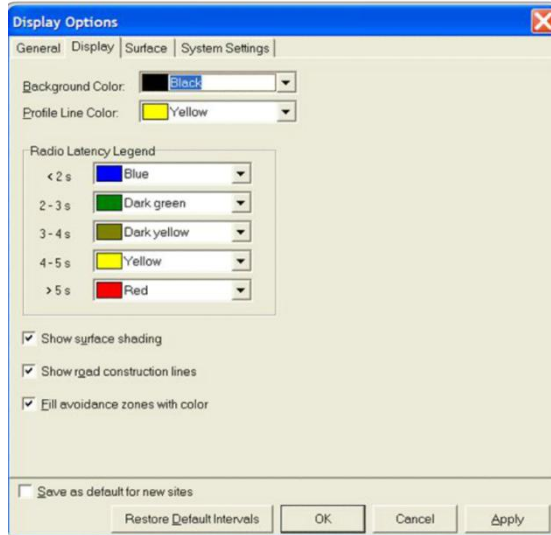 Display Options
General Display Surface System Settings
Background Color: Black
Profile Line Color: Yellow
Radio Latency Legend
< 2 s Blue
2 - 3 s Dark green
3 - 4 s Dark yellow
4 - 5 s Yellow
> 5 s Red
Show surface shading
Show road construction lines
Fill avoidance zones with color
Save as default for new sites
Restore Default Intervals OK Cancel Apply